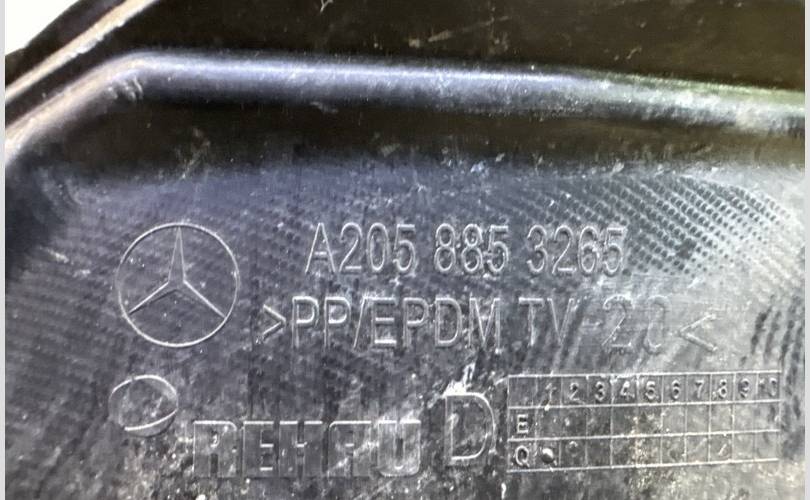 A205 885 3265
>PP/EPDM TV 20<
REHAU D
1 2 3 4 5 6 7 8 9 10
E
Q